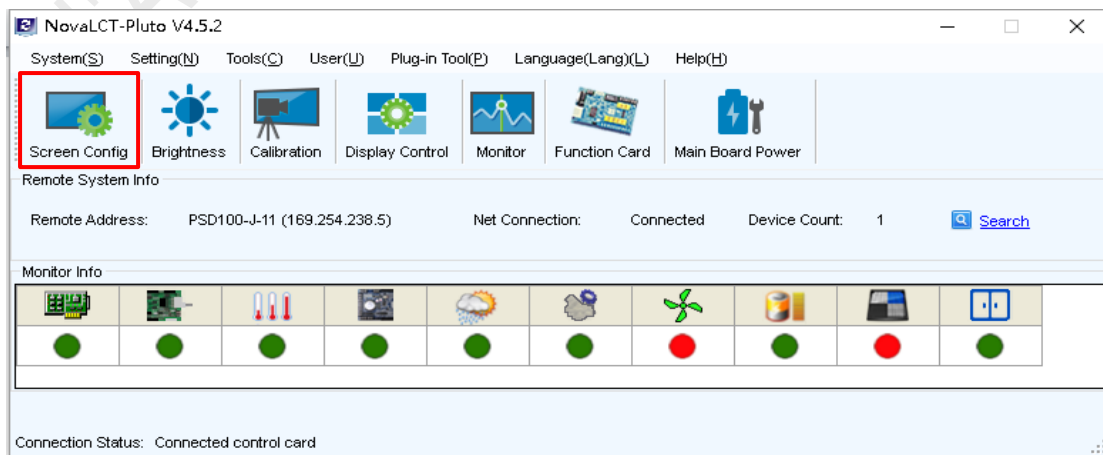 NovaLCT-Pluto V4.5.2
System(S) Setting(N) Tools(C) User(U) Plug-in Tool(P) Language(Lang)(L) Help(H)
Screen Config Brightness Calibration Display Control Monitor Function Card Main Board Power
Remote System Info
Remote Address: PSD100-J-11 (169.254.238.5) Net Connection: Connected Device Count: 1 Search
Monitor Info
Connection Status: Connected control card